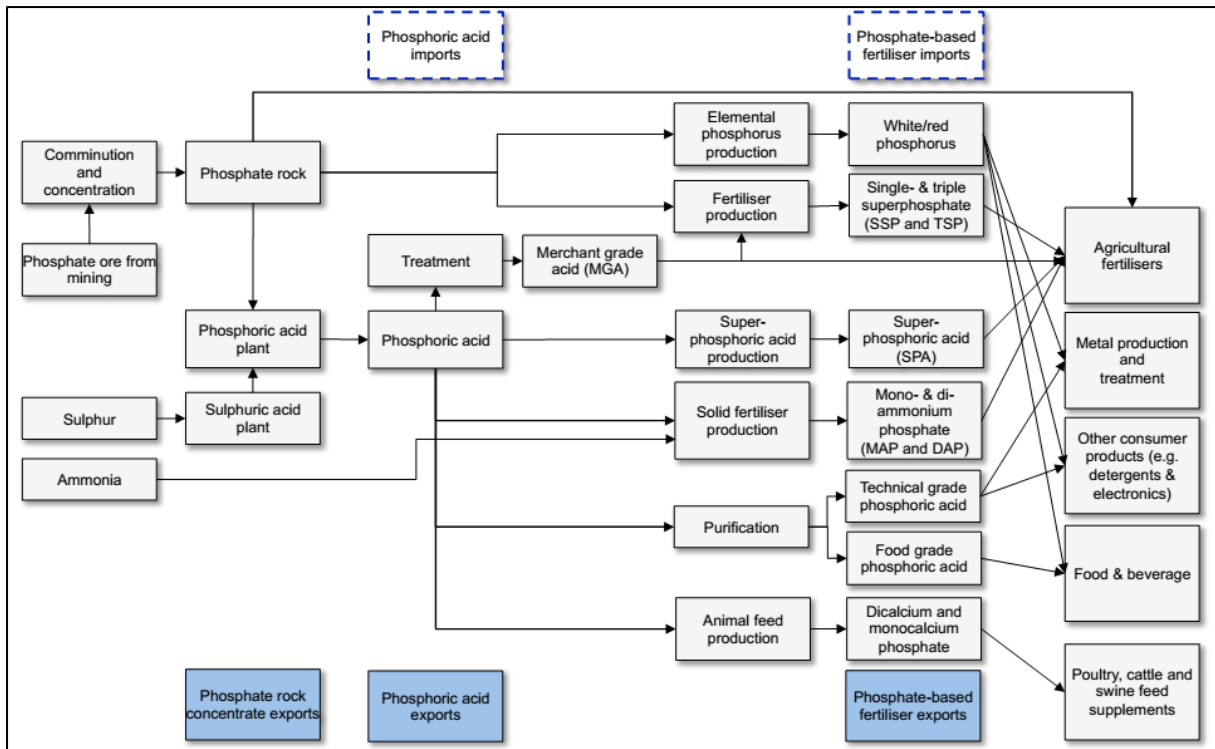 Phosphoric acid
imports
Phosphate-based
fertiliser imports
Comminution
and
concentration
Phosphate rock
Elemental
phosphorus
production
White/red
phosphorus
Fertiliser
production
Single- & triple
superphosphate
(SSP and TSP)
Agricultural
fertilisers
Phosphate ore from
mining
Treatment
Merchant grade
acid (MGA)
Phosphoric acid
plant
Phosphoric acid
Super-
phosphoric acid
production
Super-
phosphoric acid
(SPA)
Metal production
and
treatment
Sulphur
Sulphuric acid
plant
Solid fertiliser
production
Mono- & di-
ammonium
phosphate
(MAP and DAP)
Other consumer
products (e.g.
detergents &
electronics)
Ammonia
Technical grade
phosphoric acid
Purification
Food grade
phosphoric acid
Food & beverage
Animal feed
production
Dicalcium and
monocalcium
phosphate
Poultry, cattle and
swine feed
supplements
Phosphate rock
concentrate exports
Phosphoric acid
exports
Phosphate-based
fertiliser exports